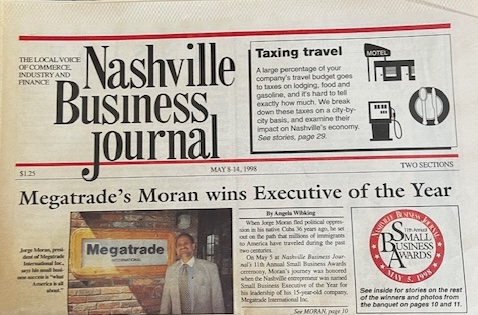 THE LOCAL VOICE
OF COMMERCE,
INDUSTRY AND
FINANCE
Nashville
Business
Journal
Taxing travel
A large percentage of your
company's travel budget goes
to taxes on lodging, food and
gasoline, and it's hard to tell
exactly how much. We break
down these taxes on a city-by-
city basis, and examine their
impact on Nashville's economy.
See stories, page 29.
MOTEL
$1.25
MAY 8-14, 1998
TWO SECTIONS
Megatrade's Moran wins Executive of the Year
Jorge Moran, presi-
dent of Megatrade
International Inc.,
says his small busi-
ness success is "what
America is all
about."
Megatrade
INTERNATIONAL
By Angela Wibking
When Jorge Moran fled political oppres-
sion in his native Cuba 36 years ago, he set
out on the path that millions of immigrants
to America have traveled during the past
two centuries.
On May 5 at Nashville Business Jour-
nal's 11th Annual Small Business Awards
ceremony, Moran's journey was honored
when the Nashville entrepreneur was named
Small Business Executive of the Year for
his leadership of his 15-year-old company,
Megatrade International Inc.
See MORAN, page 10
NASHVILLE BUSINESS JOURNAL
11th Annual
SMALL
BUSINESS
AWARDS
MAY 5, 1998
See inside for stories on the rest
of the winners and photos from
the banquet on pages 10 and 11.